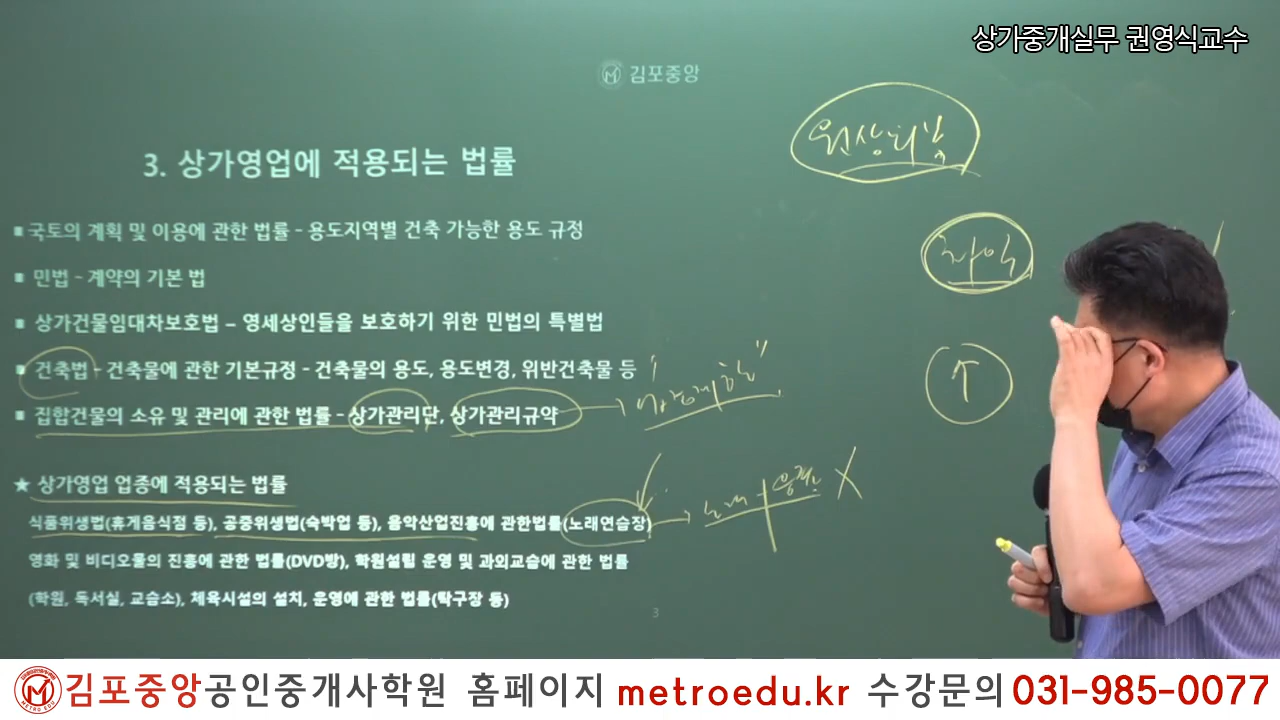 상가중개실무 권영식교수
김포중앙
원상회복
3. 상가영업에 적용되는 법률
■ 국토의 계획 및 이용에 관한 법률 - 용도지역별 건축 가능한 용도 규정
■ 민법 - 계약의 기본 법
■ 상가건물임대차보호법 – 영세상인들을 보호하기 위한 민법의 특별법
■ 건축법 - 건축물에 관한 기본규정 - 건축물의 용도, 용도변경, 위반건축물 등
■ 집합건물의 소유 및 관리에 관한 법률 - 상가관리단, 상가관리규약
"업종제한"
★ 상가영업 업종에 적용되는 법률
식품위생법(휴게음식점 등), 공중위생법(숙박업 등), 음악산업진흥에 관한법률(노래연습장)
영화 및 비디오물의 진흥에 관한 법률(DVD방), 학원설립 운영 및 과외교습에 관한 법률
(학원, 독서실, 교습소), 체육시설의 설치, 운영에 관한 법률(탁구장 등)
3
METRO EDU
김포중앙공인중개사학원 홈페이지 metroedu.kr 수강문의 031-985-0077